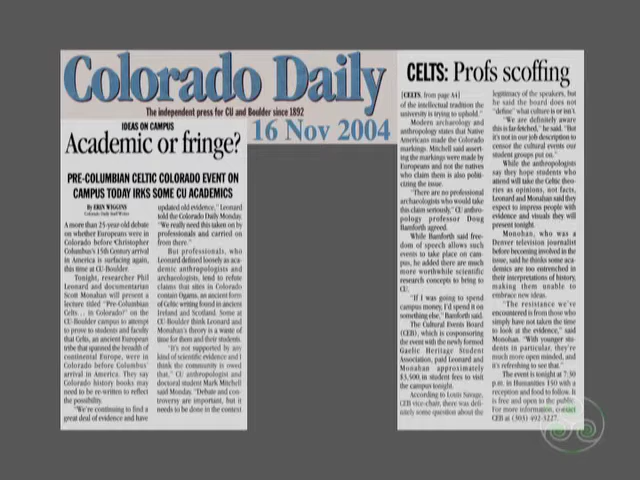 Colorado Daily
The independent press for CU and Boulder since 1892
16 Nov 2004
IDEAS ON CAMPUS
Academic or fringe?
PRE-COLUMBIAN CELTIC COLORADO EVENT ON
CAMPUS TODAY IRKS SOME CU ACADEMICS
By ERIN WIGGINS
Colorado Daily Staff Writer
A more than 25-year-old debate
on whether Europeans were in
Colorado before Christopher
Columbus's 15th Century arrival
in America is surfacing again,
this time at CU-Boulder.
Tonight, researcher Phil
Leonard and documentarian
Scott Monahan will present a
lecture titled "Pre-Columbian
Celts ... in Colorado?" on the
CU-Boulder campus to attempt
to prove to students and faculty
that Celts, an ancient European
tribe that spanned the breadth of
continental Europe, were in
Colorado before Columbus'
arrival in America. They say
Colorado history books may
need to be re-written to reflect
the possibility.
"We're continuing to find a
great deal of evidence and have
updated old evidence," Leonard
told the Colorado Daily Monday.
"We really need this taken on by
professionals and carried on
from there."
But professionals, who
Leonard defined loosely as aca-
demic anthropologists and
archaeologists, tend to refute
claims that sites in Colorado
contain Ogams, an ancient form
of Celtic writing found in ancient
Ireland and Scotland. Some at
CU-Boulder think Leonard and
Monahan's theory is a waste of
time for them and their students.
"It's not supported by any
kind of scientific evidence and I
think the community is owed
that," CU anthropology and
doctoral student Mark Mitchell
said Monday. "Debate and con-
troversy are important, but it
needs to be done in the context
CELTS: Profs scoffing
[CELTS, from page A4]
of the intellectual tradition the
university is trying to uphold."
Modern archaeology and
anthropology states that Native
Americans made the Colorado
markings. Mitchell said assert-
ing the markings were made by
Europeans and not the natives
who claim them is also politi-
cizing the issue.
"There are no professional
archaeologists who would take
this claim seriously," CU anthro-
pology professor Doug
Bamforth agreed.
While Bamforth said free-
dom of speech allows such
events to take place on cam-
pus, he added there are much
more worthwhile scientific
research concepts to bring to
CU.
"If I was going to spend
campus money, I'd spend it on
something else," Bamforth said.
The Cultural Events Board
(CEB), which is cosponsoring
the event with the newly formed
Gaelic Heritage Student
Association, paid Leonard and
Monahan approximately
$3,500 in student fees to visit
the campus tonight.
According to Louis Savage,
CEB vice-chair, there was defi-
nitely some question about the
legitimacy of the speakers, but
he said the board does not
"define" what culture is or isn't.
"We are definitely aware
this is far-fetched," he said. "But
it's not in our job description to
censor the cultural events our
student groups put on."
While the anthropologists
say they hope students who
attend will take the Celtic theo-
ries as opinions, not facts,
Leonard and Monahan said they
expect to impress people with
evidence and visuals they will
present tonight.
Monahan, who was a
Denver television journalist
before becoming involved in the
issue, said he thinks some aca-
demics are too entrenched in
their interpretations of history,
making them unable to
embrace new ideas.
"The resistance we've
encountered is from those who
simply have not taken the time
to look at the evidence," said
Monahan. "With younger stu-
dents in particular, they're
much more open minded, and
it's refreshing to see that."
The event is tonight at 7:30
p.m. in Humanities 150 with a
reception and food to follow. It
is free and open to the public.
For more information, contact
CEB at (303) 492-3227.